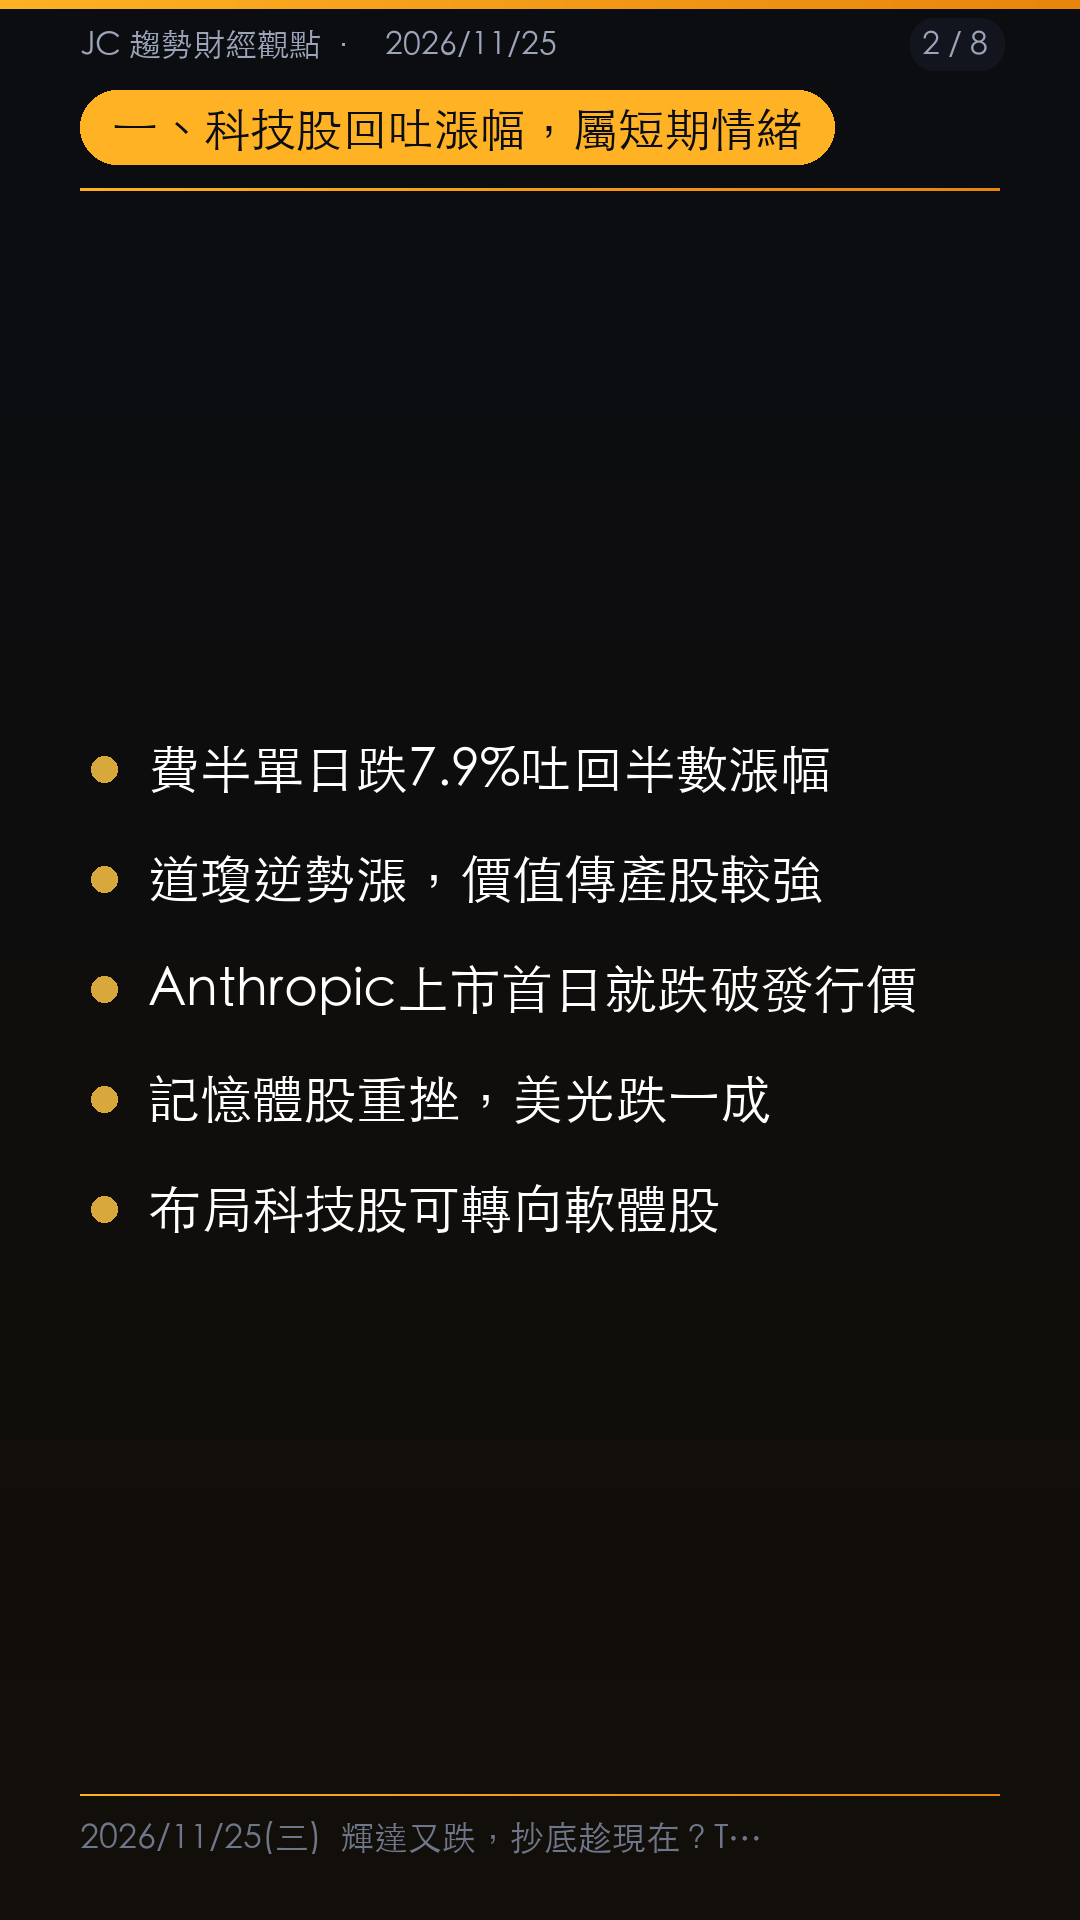 JC 趨勢財經觀點 · 2026/11/25
2 / 8
一、科技股回吐漲幅，屬短期情緒
費半單日跌7.9%吐回半數漲幅
道瓊逆勢漲，價值傳產股較強
Anthropic上市首日就跌破發行價
記憶體股重挫，美光跌一成
布局科技股可轉向軟體股
2026/11/25(三) 輝達又跌，抄底趁現在？T⋯